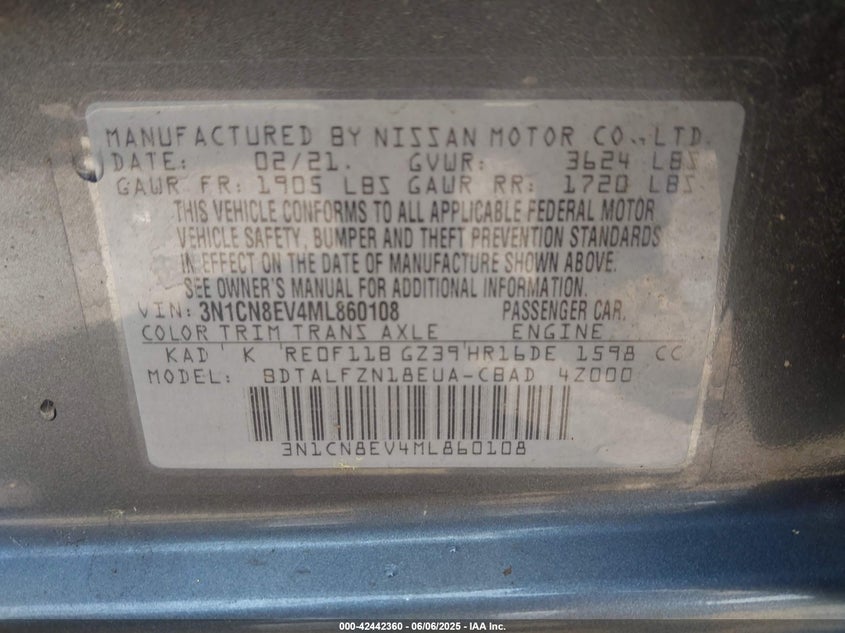 MANUFACTURED BY NISSAN MOTOR CO., LTD.
DATE: 02/21. GVWR: 3624 LBS
GAWR FR: 1905 LBS GAWR RR: 1720 LBS
THIS VEHICLE CONFORMS TO ALL APPLICABLE FEDERAL MOTOR
VEHICLE SAFETY, BUMPER AND THEFT PREVENTION STANDARDS
IN EFFECT ON THE DATE OF MANUFACTURE SHOWN ABOVE.
SEE OWNER'S MANUAL FOR ADDITIONAL INFORMATION.
VIN: 3N1CN8EV4ML860108 PASSENGER CAR.
COLOR TRIM TRANS AXLE ENGINE
KAD K RE0F11B GZ39 HR16DE 1598 CC
MODEL: BDTALFZN18EUA-CBAD 4Z000
3N1CN8EV4ML860108
000-42442360 - 06/06/2025 - IAA Inc.